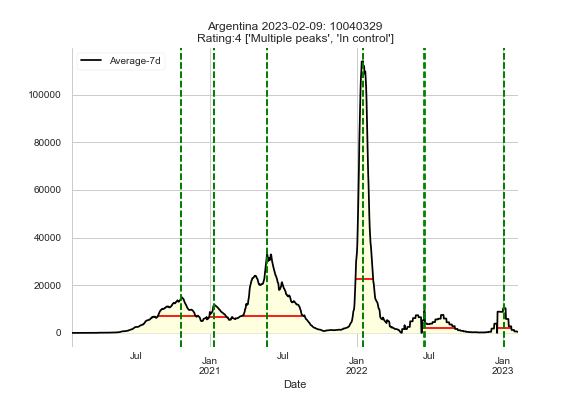 Argentina 2023-02-09: 10040329
Rating:4 ['Multiple peaks', 'In control']
Average-7d
100000
80000
60000
40000
20000
0
Jul
Jan
2021
Jul
Jan
2022
Jul
Jan
2023
Date